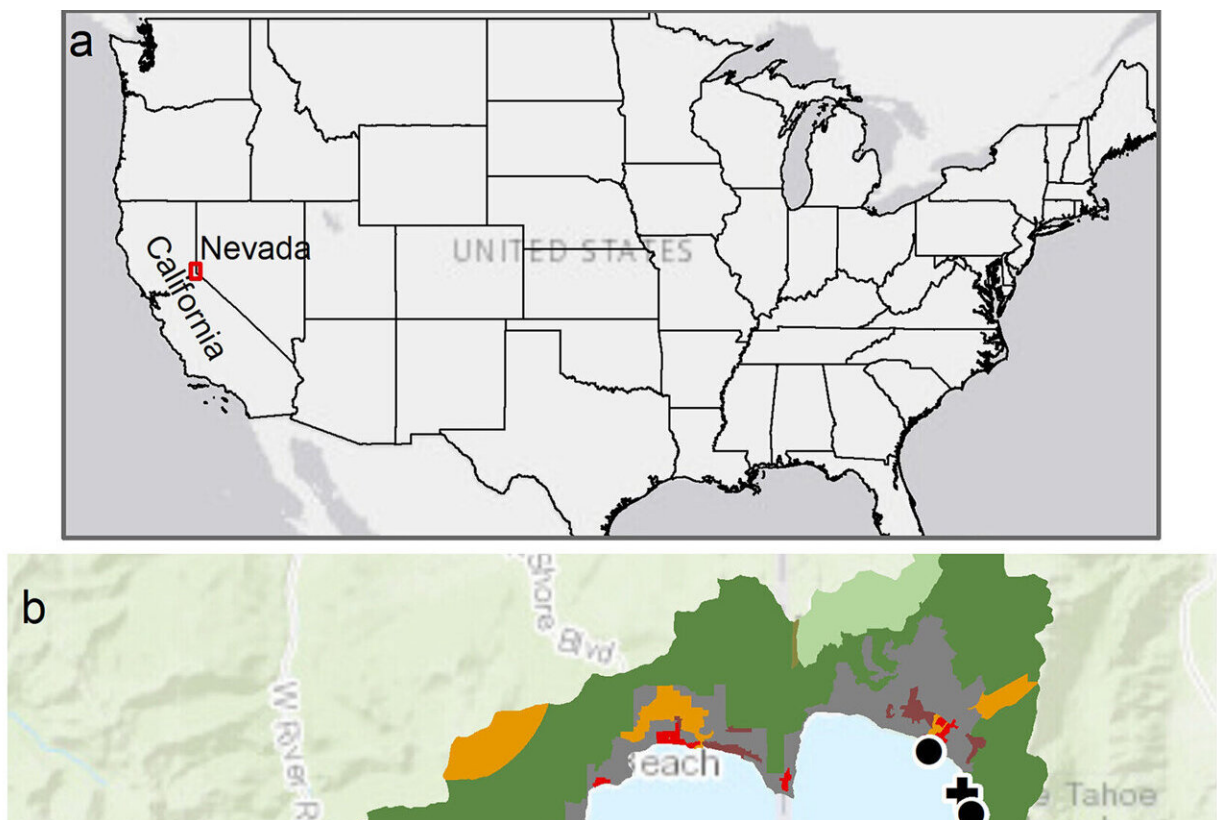 a
Nevada
California
UNITED STATES
b
Shore Blvd
W River R
Beach
e Tahoe